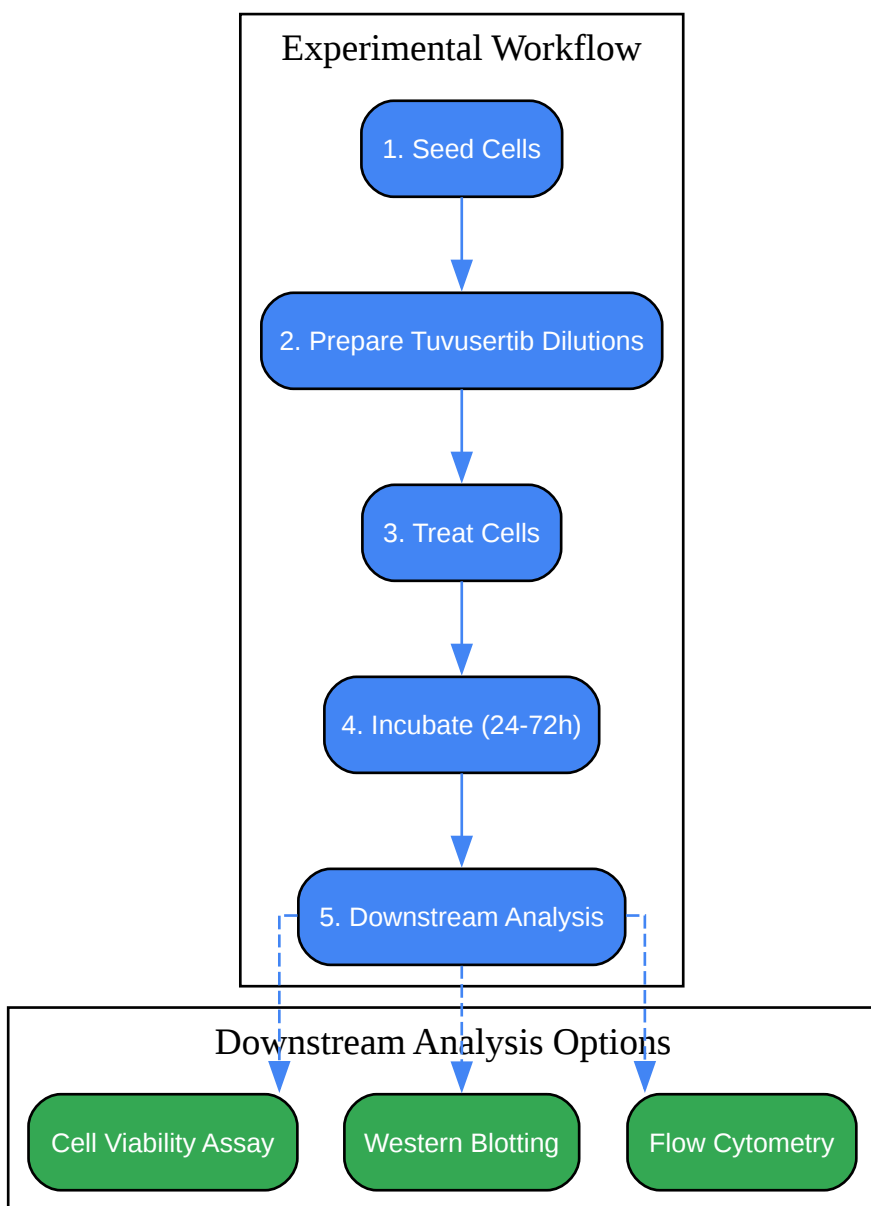 Experimental Workflow
1. Seed Cells
2. Prepare Tuvusertib Dilutions
3. Treat Cells
4. Incubate (24-72h)
5. Downstream Analysis
Downstream Analysis Options
Cell Viability Assay
Western Blotting
Flow Cytometry